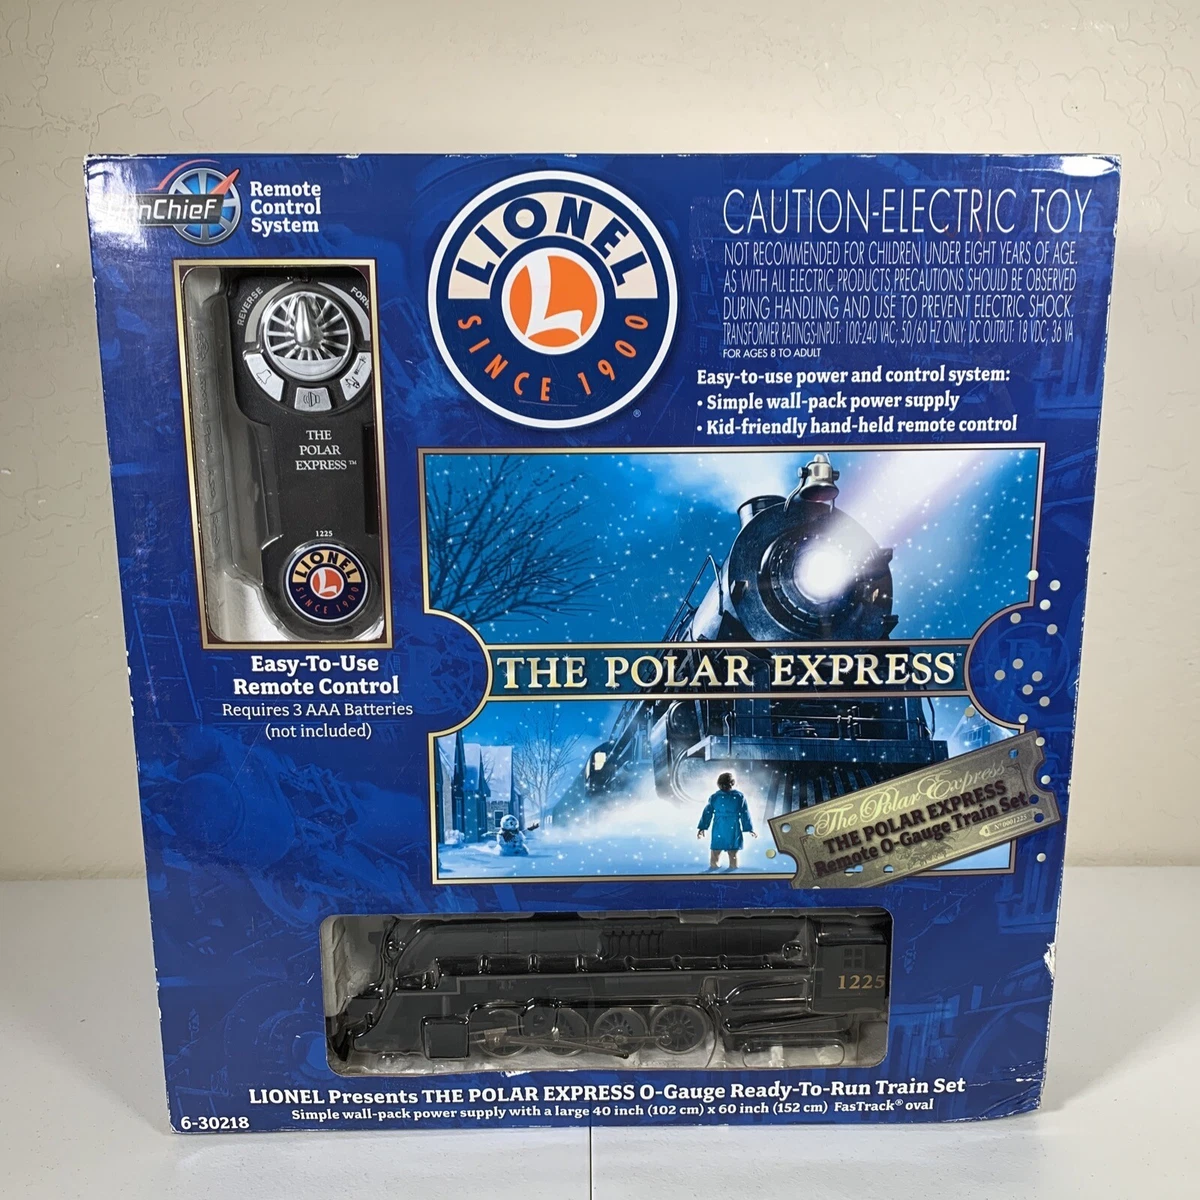 Remote
Control
System
REVERSE
THE
POLAR
EXPRESS™
1225
LIONEL
L
SINCE 1900
Easy-To-Use
Remote Control
Requires 3 AAA Batteries
(not included)
LIONEL
L
SINCE 1900
®
CAUTION-ELECTRIC TOY
NOT RECOMMENDED FOR CHILDREN UNDER EIGHT YEARS OF AGE.
AS WITH ALL ELECTRIC PRODUCTS, PRECAUTIONS SHOULD BE OBSERVED
DURING HANDLING AND USE TO PREVENT ELECTRIC SHOCK.
TRANSFORMER RATINGS-INPUT: 100-240 VAC; 50/60 HZ ONLY; DC OUTPUT: 18 VDC, 36 VA
FOR AGES 8 TO ADULT
Easy-to-use power and control system:
• Simple wall-pack power supply
• Kid-friendly hand-held remote control
THE POLAR EXPRESS™
The Polar Express
THE POLAR EXPRESS
Remote O-Gauge Train Set
Nº 0001225
1225
LIONEL Presents THE POLAR EXPRESS O-Gauge Ready-To-Run Train Set
Simple wall-pack power supply with a large 40 inch (102 cm) x 60 inch (152 cm) FasTrack® oval
6-30218